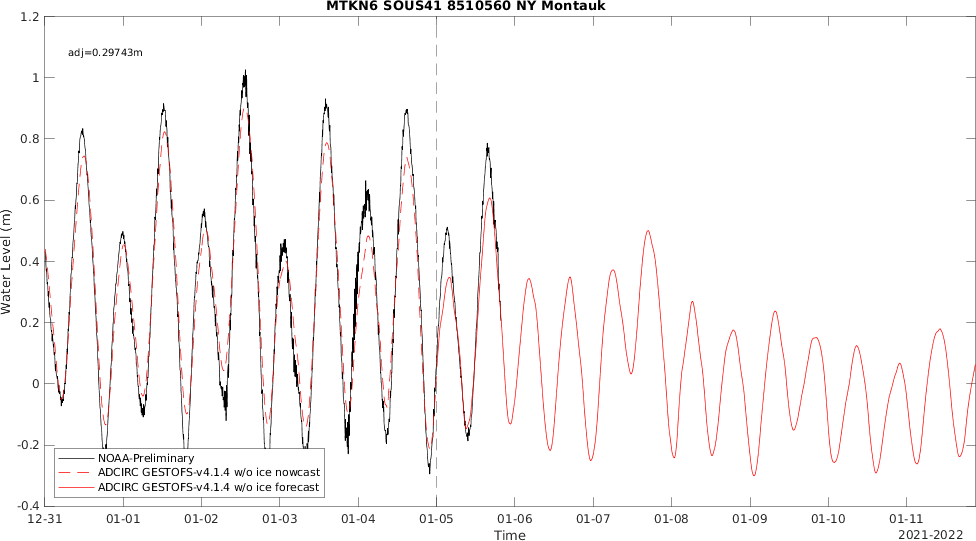 MTKN6 SOUS41 8510560 NY Montauk
1.2
adj=0.29743m
1
0.8
0.6
0.4
0.2
0
-0.2
-0.4
Water Level (m)
NOAA-Preliminary
ADCIRC GESTOFS-v4.1.4 w/o ice nowcast
ADCIRC GESTOFS-v4.1.4 w/o ice forecast
12-31 01-01 01-02 01-03 01-04 01-05 01-06 01-07 01-08 01-09 01-10 01-11
Time
2021-2022